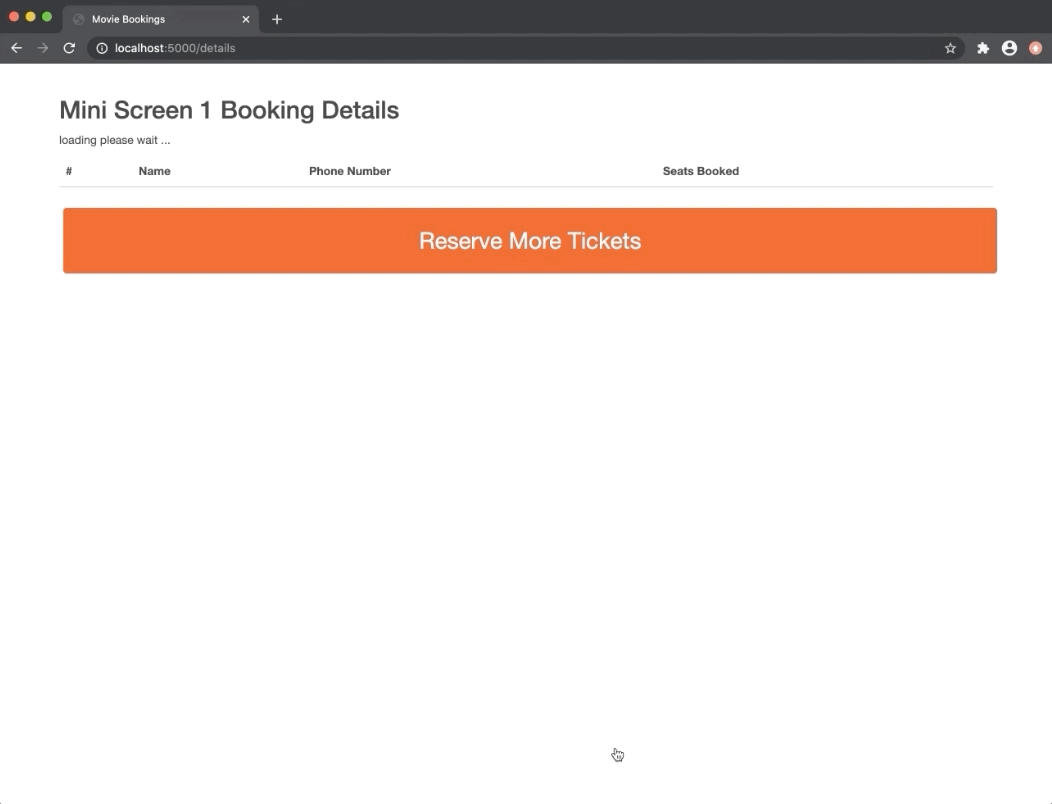 Movie Bookings
localhost:5000/details
Mini Screen 1 Booking Details
loading please wait ...
# Name Phone Number Seats Booked
Reserve More Tickets